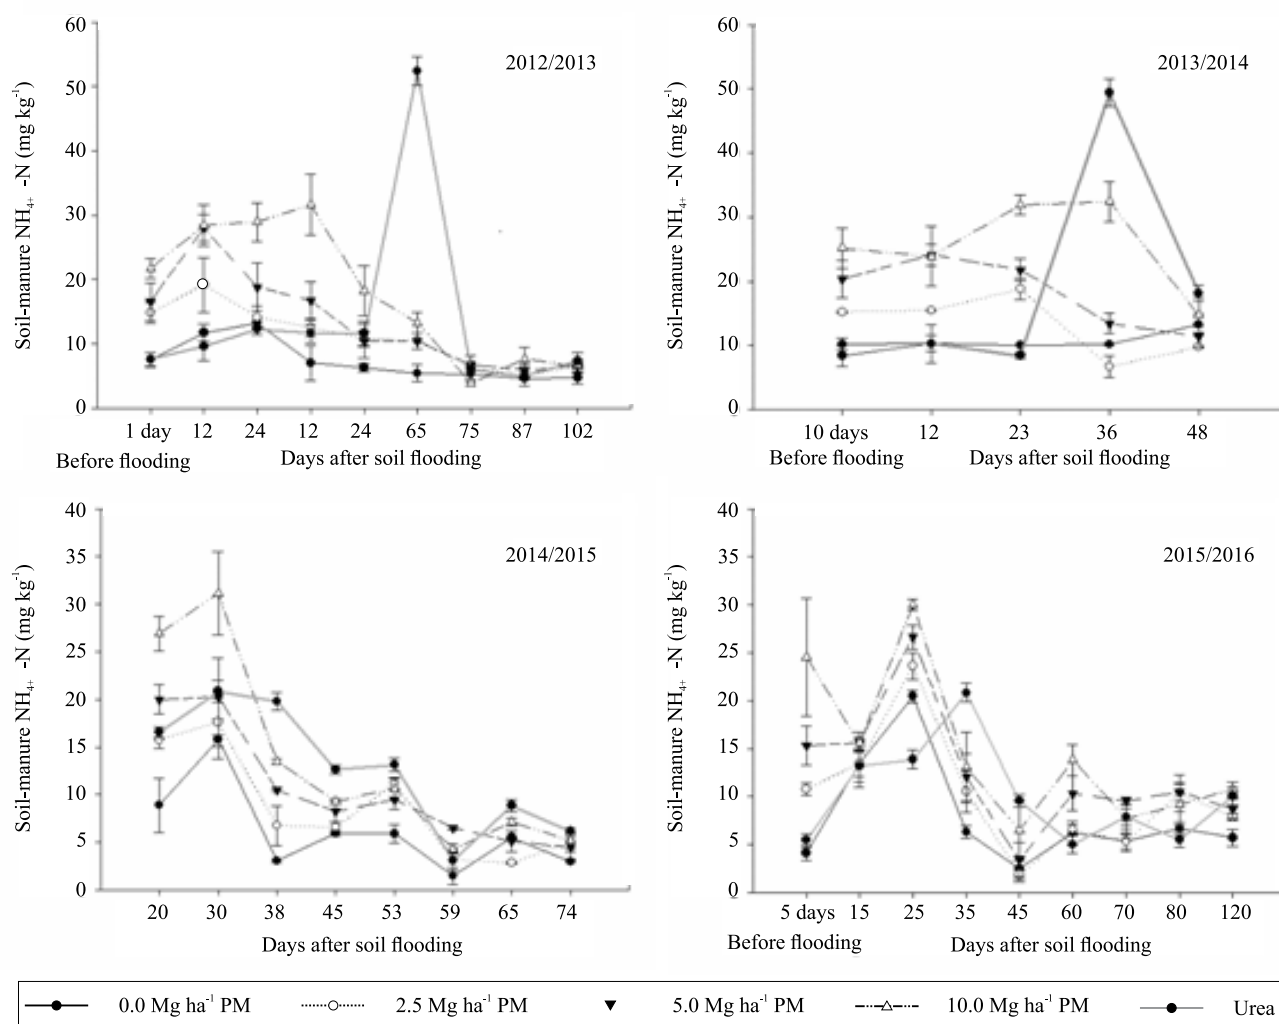 2012/2013
Soil-manure NH4+ -N (mg kg-1)
60
50
40
30
20
10
0
1 day 12 24 12 24 65 75 87 102
Before flooding Days after soil flooding
2013/2014
Soil-manure NH4+ -N (mg kg-1)
60
50
40
30
20
10
0
10 days 12 23 36 48
Before flooding Days after soil flooding
2014/2015
Soil-manure NH4+ -N (mg kg-1)
40
35
30
25
20
15
10
5
0
20 30 38 45 53 59 65 74
Days after soil flooding
2015/2016
Soil-manure NH4+ -N (mg kg-1)
40
35
30
25
20
15
10
5
0
5 days 15 25 35 45 60 70 80 120
Before flooding Days after soil flooding
0.0 Mg ha-1 PM 2.5 Mg ha-1 PM 5.0 Mg ha-1 PM 10.0 Mg ha-1 PM Urea